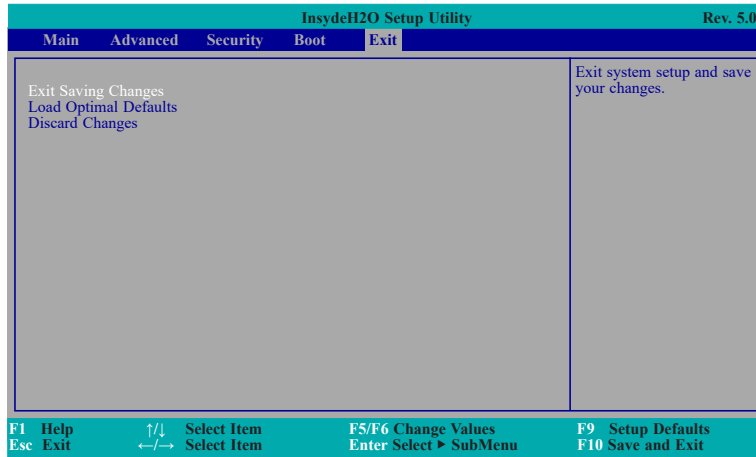 InsydeH2O Setup Utility Rev. 5.0
Main Advanced Security Boot Exit
Exit Saving Changes
Load Optimal Defaults
Discard Changes
Exit system setup and save
your changes.
F1 Help ↑/↓ Select Item F5/F6 Change Values F9 Setup Defaults
Esc Exit ←/→ Select Item Enter Select ▶ SubMenu F10 Save and Exit